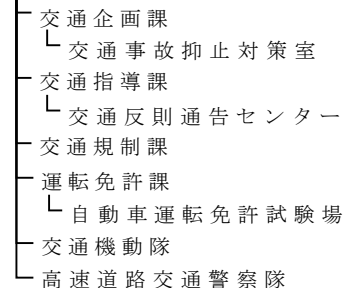 交通企画課
交通事故抑止対策室
交通指導課
交通反則通告センター
交通規制課
運転免許課
自動車運転免許試験場
交通機動隊
高速道路交通警察隊